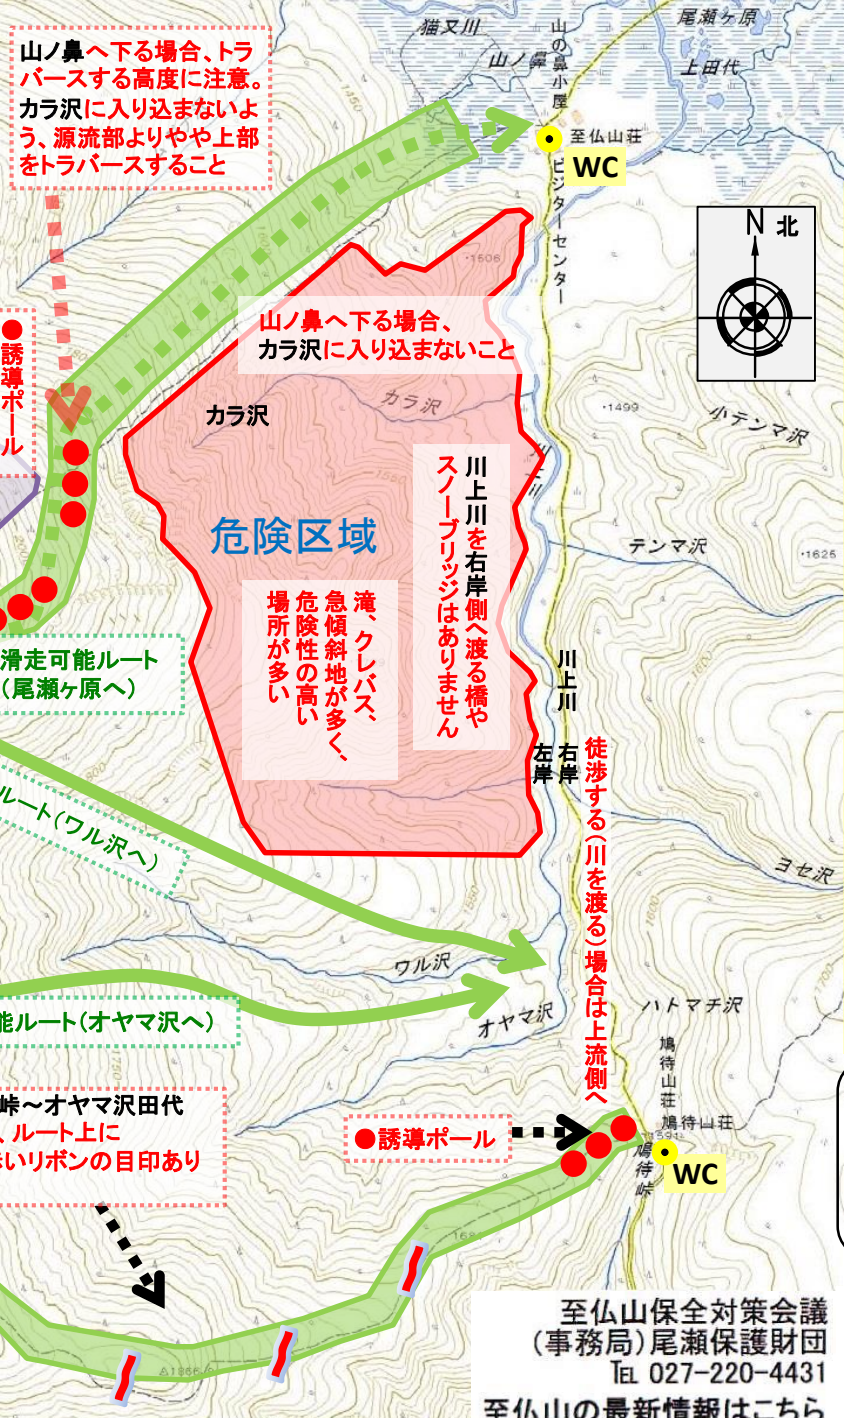 山ノ鼻へ下る場合、トラ
バースする高度に注意。
カラ沢に入り込まないよ
う、源流部よりやや上部
をトラバースすること
猫又川
山ノ鼻
山の鼻小屋
尾瀬ヶ原
上田代
至仏山荘
WC
ビジターセンター
N 北
1450
・1506
●誘導ポール
山ノ鼻へ下る場合、
カラ沢に入り込まないこと
カラ沢
カラ沢
・1499
小テンマ沢
川上川
川上川を右岸側へ渡る橋や
スノーブリッジはありません
危険区域
テンマ沢
・1625
滝、クレバス、
急傾斜地が多く、
危険性の高い
場所が多い
滑走可能ルート
(尾瀬ヶ原へ)
川上川
右岸
左岸
徒渉する(川を渡る)場合は上流側へ
ルート(ワル沢へ)
1800
1550
1600
1700
ヨセ沢
ワル沢
オヤマ沢
ハトマチ沢
能ルート(オヤマ沢へ)
1750
峠～オヤマ沢田代
、ルート上に
赤いリボンの目印あり
●誘導ポール
鳩待山荘
鳩待山荘
1591
鳩待峠
WC
△1866
至仏山保全対策会議
(事務局)尾瀬保護財団
℡ 027-220-4431
至仏山の最新情報はこちら